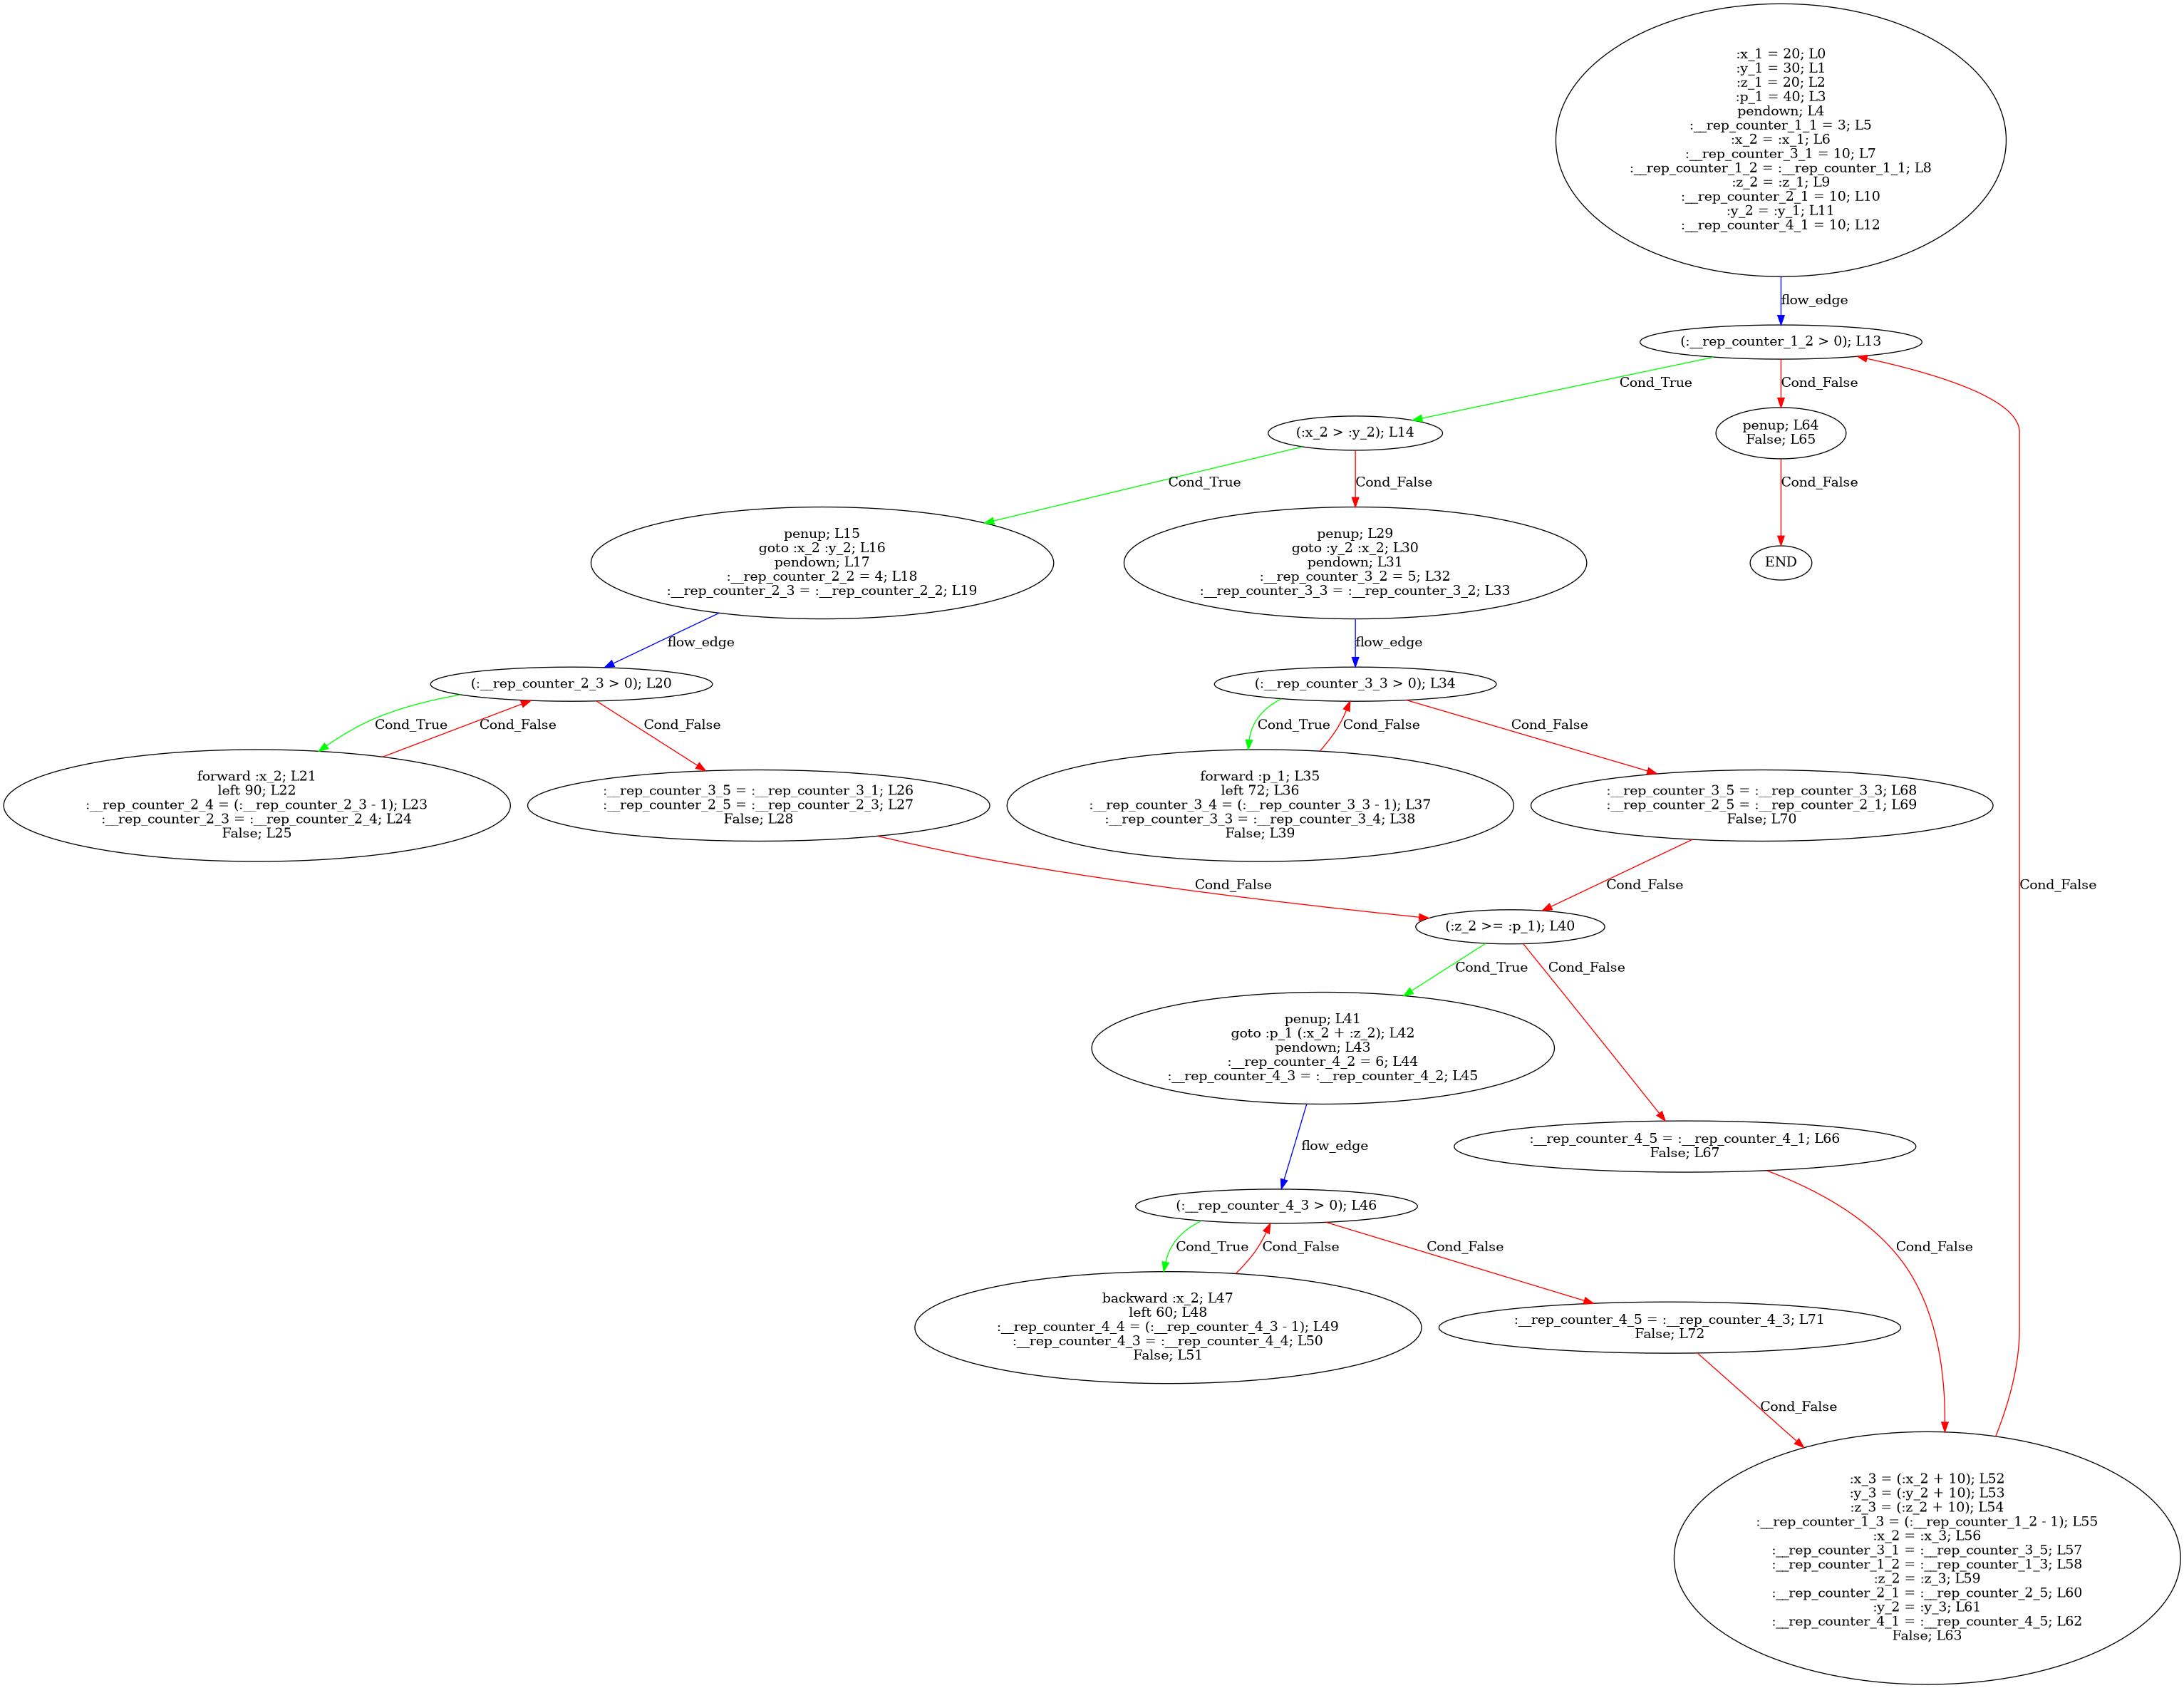 :x_1 = 20; L0
:y_1 = 30; L1
:z_1 = 20; L2
:p_1 = 40; L3
pendown; L4
:__rep_counter_1_1 = 3; L5
:x_2 = :x_1; L6
:__rep_counter_3_1 = 10; L7
:__rep_counter_1_2 = :__rep_counter_1_1; L8
:z_2 = :z_1; L9
:__rep_counter_2_1 = 10; L10
:y_2 = :y_1; L11
:__rep_counter_4_1 = 10; L12
flow_edge
(:__rep_counter_1_2 > 0); L13
Cond_True
Cond_False
(:x_2 > :y_2); L14
penup; L64
False; L65
Cond_True
Cond_False
Cond_False
penup; L15
goto :x_2 :y_2; L16
pendown; L17
:__rep_counter_2_2 = 4; L18
:__rep_counter_2_3 = :__rep_counter_2_2; L19
penup; L29
goto :y_2 :x_2; L30
pendown; L31
:__rep_counter_3_2 = 5; L32
:__rep_counter_3_3 = :__rep_counter_3_2; L33
END
flow_edge
flow_edge
(:__rep_counter_2_3 > 0); L20
(:__rep_counter_3_3 > 0); L34
Cond_True
Cond_False
Cond_False
Cond_True
Cond_False
Cond_False
forward :x_2; L21
left 90; L22
:__rep_counter_2_4 = (:__rep_counter_2_3 - 1); L23
:__rep_counter_2_3 = :__rep_counter_2_4; L24
False; L25
:__rep_counter_3_5 = :__rep_counter_3_1; L26
:__rep_counter_2_5 = :__rep_counter_2_3; L27
False; L28
forward :p_1; L35
left 72; L36
:__rep_counter_3_4 = (:__rep_counter_3_3 - 1); L37
:__rep_counter_3_3 = :__rep_counter_3_4; L38
False; L39
:__rep_counter_3_5 = :__rep_counter_3_3; L68
:__rep_counter_2_5 = :__rep_counter_2_1; L69
False; L70
Cond_False
Cond_False
Cond_False
(:z_2 >= :p_1); L40
Cond_True
Cond_False
penup; L41
goto :p_1 (:x_2 + :z_2); L42
pendown; L43
:__rep_counter_4_2 = 6; L44
:__rep_counter_4_3 = :__rep_counter_4_2; L45
flow_edge
:__rep_counter_4_5 = :__rep_counter_4_1; L66
False; L67
(:__rep_counter_4_3 > 0); L46
Cond_True
Cond_False
Cond_False
Cond_False
backward :x_2; L47
left 60; L48
:__rep_counter_4_4 = (:__rep_counter_4_3 - 1); L49
:__rep_counter_4_3 = :__rep_counter_4_4; L50
False; L51
:__rep_counter_4_5 = :__rep_counter_4_3; L71
False; L72
Cond_False
:x_3 = (:x_2 + 10); L52
:y_3 = (:y_2 + 10); L53
:z_3 = (:z_2 + 10); L54
:__rep_counter_1_3 = (:__rep_counter_1_2 - 1); L55
:x_2 = :x_3; L56
:__rep_counter_3_1 = :__rep_counter_3_5; L57
:__rep_counter_1_2 = :__rep_counter_1_3; L58
:z_2 = :z_3; L59
:__rep_counter_2_1 = :__rep_counter_2_5; L60
:y_2 = :y_3; L61
:__rep_counter_4_1 = :__rep_counter_4_5; L62
False; L63